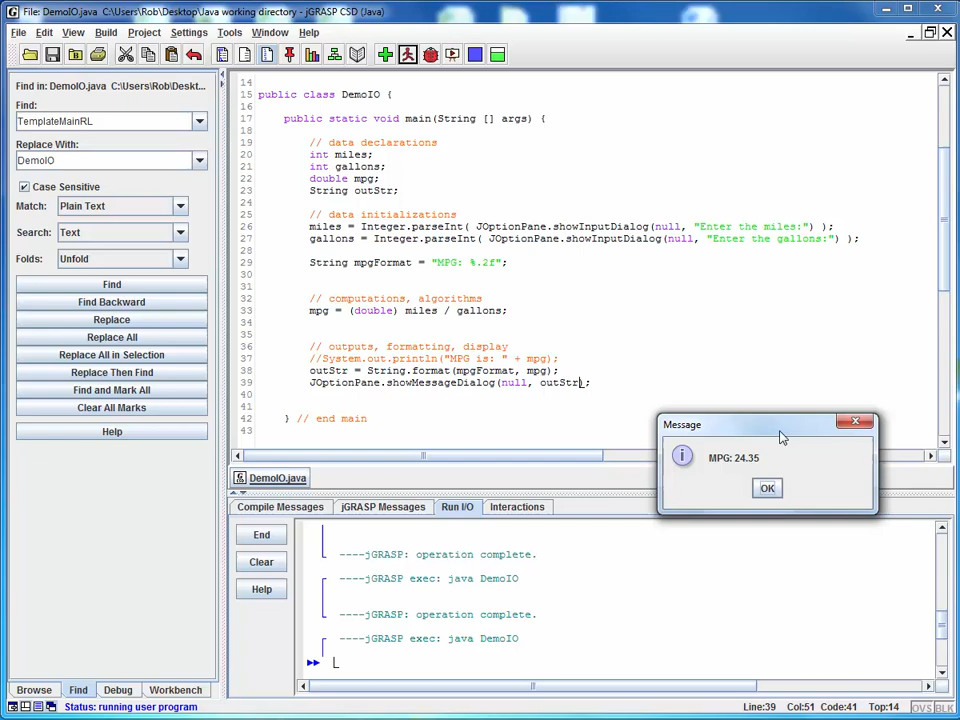 File: DemoIO.java  C:\Users\Rob\Desktop\Java working directory - jGRASP CSD (Java)
File Edit View Build Project Settings Tools Window Help
Find in: DemoIO.java  C:\Users\Rob\Deskt...
Find:
TemplateMainRL
Replace With:
DemoIO
Case Sensitive
Match: Plain Text
Search: Text
Folds: Unfold
Find
Find Backward
Replace
Replace All
Replace All in Selection
Replace Then Find
Find and Mark All
Clear All Marks
Help
Browse Find Debug Workbench
14
15 public class DemoIO {
16
17 public static void main(String [] args) {
18
19 // data declarations
20 int miles;
21 int gallons;
22 double mpg;
23 String outStr;
24
25 // data initializations
26 miles = Integer.parseInt( JOptionPane.showInputDialog(null, "Enter the miles:") );
27 gallons = Integer.parseInt( JOptionPane.showInputDialog(null, "Enter the gallons:") );
28
29 String mpgFormat = "MPG: %.2f";
30
31
32 // computations, algorithms
33 mpg = (double) miles / gallons;
34
35
36 // outputs, formatting, display
37 //System.out.println("MPG is: " + mpg);
38 outStr = String.format(mpgFormat, mpg);
39 JOptionPane.showMessageDialog(null, outStr);
40
41
42 } // end main
43
Message
MPG: 24.35
OK
DemoIO.java
Compile Messages jGRASP Messages Run I/O Interactions
End
Clear
Help
----jGRASP: operation complete.
----jGRASP exec: java DemoIO
----jGRASP: operation complete.
----jGRASP exec: java DemoIO
Status: running user program
Line:39 Col:51 Code:41 Top:14 OVS BLK